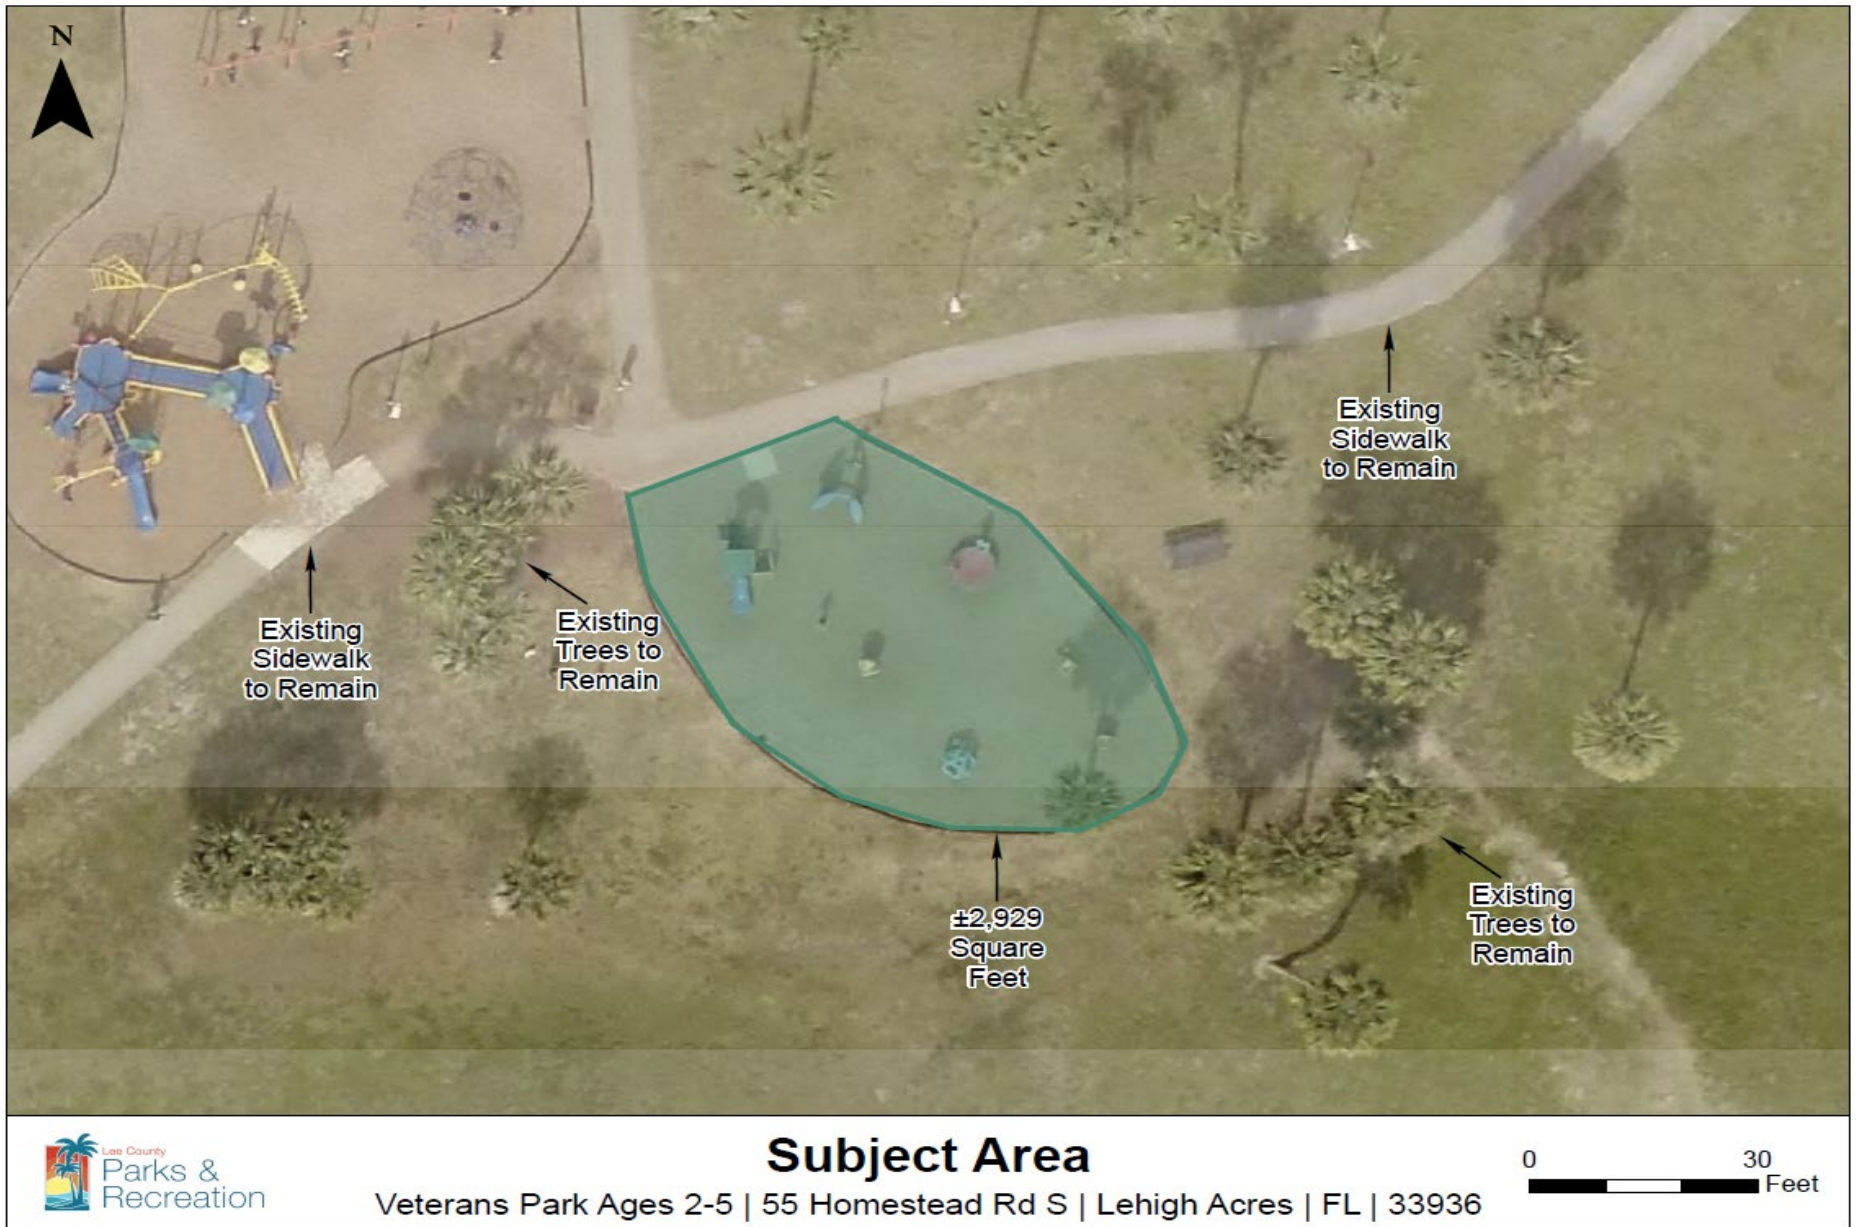 N
Existing
Sidewalk
to Remain
Existing
Sidewalk
to Remain
Existing
Trees to
Remain
±2,929
Square
Feet
Existing
Trees to
Remain
Lee County
Parks &
Recreation
Subject Area
Veterans Park Ages 2-5 | 55 Homestead Rd S | Lehigh Acres | FL | 33936
0 30
Feet